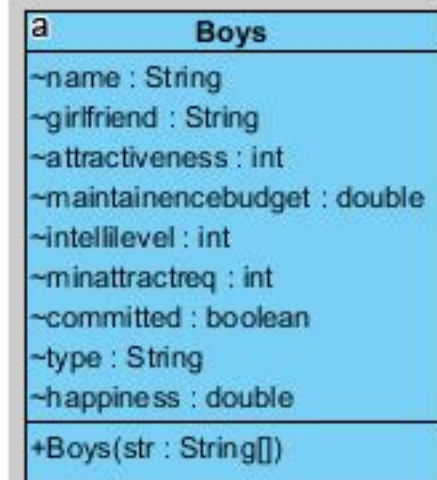 a
Boys
~name : String
~girlfriend : String
~attractiveness : int
~maintainencebudget : double
~intellilevel : int
~minattractreq : int
~committed : boolean
~type : String
~happiness : double
+Boys(str : String[])